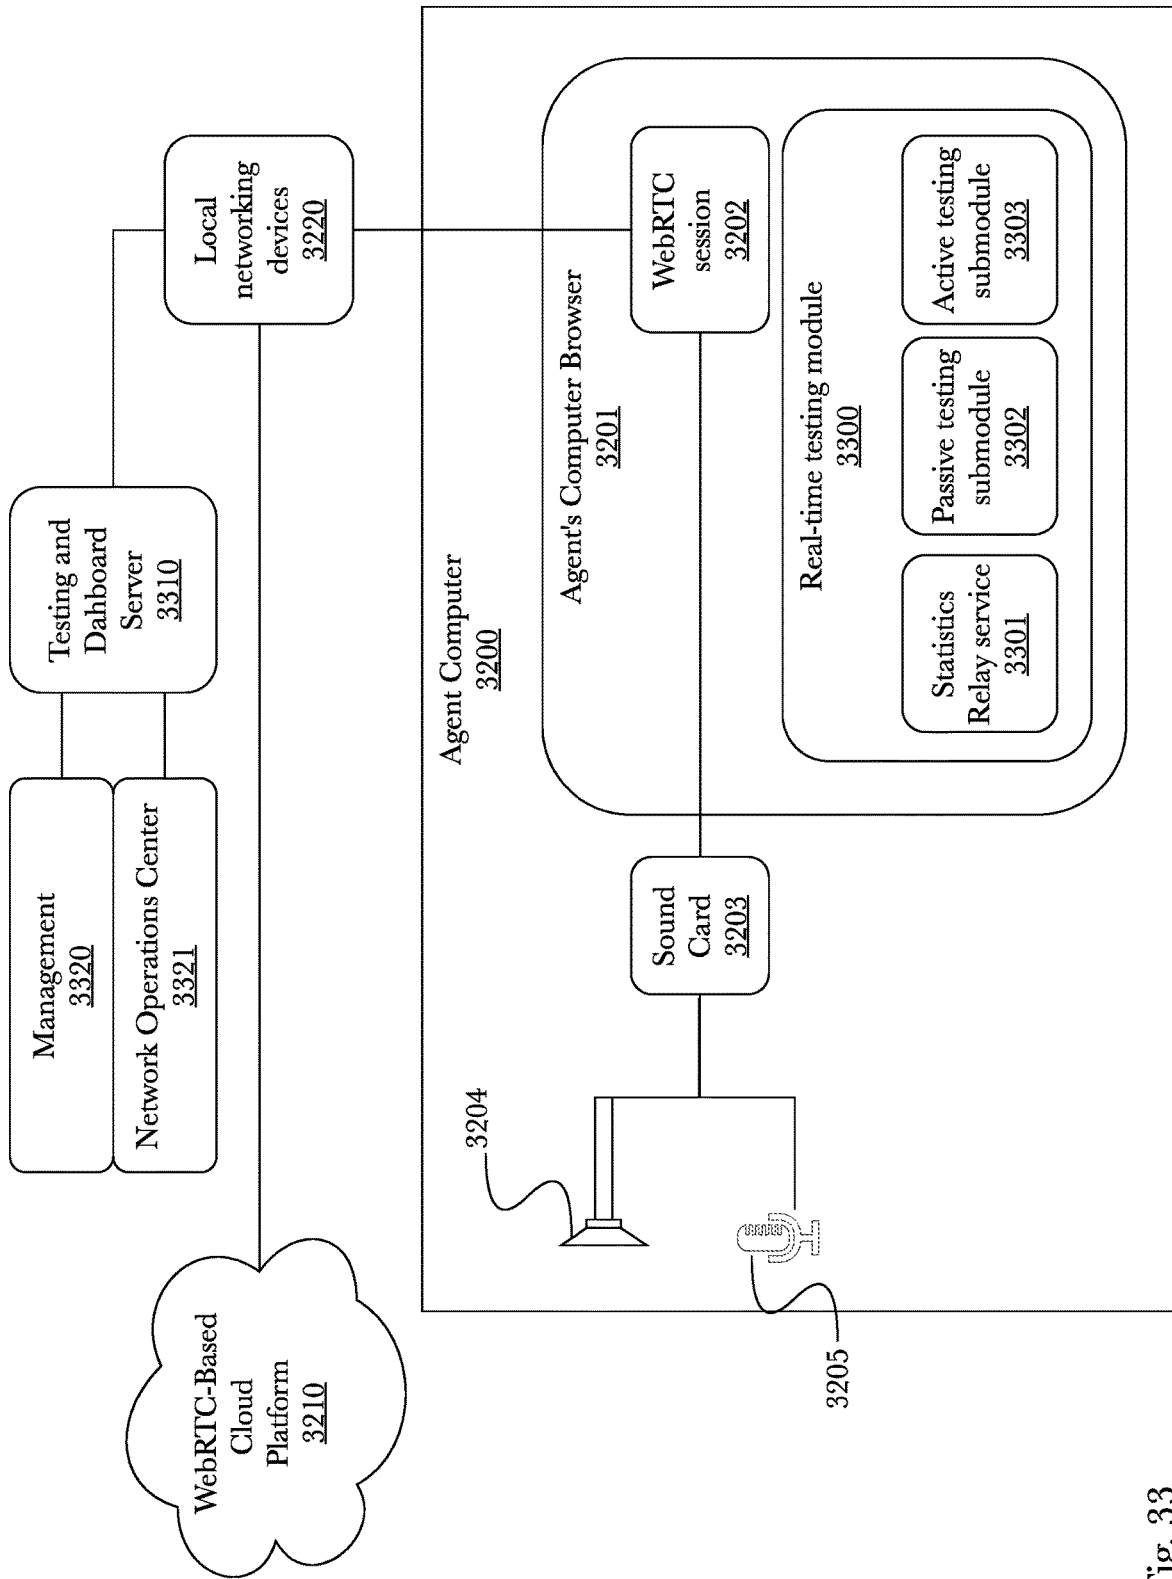 Management
3320
Network Operations Center
3321
Testing and
Dahboard
Server
3310
Local
networking
devices
3220
WebRTC-Based
Cloud
Platform
3210
Agent Computer
3200
3204
3205
Sound
Card
3203
Agent's Computer Browser
3201
WebRTC
session
3202
Real-time testing module
3300
Statistics
Relay service
3301
Passive testing
submodule
3302
Active testing
submodule
3303
Fig. 33